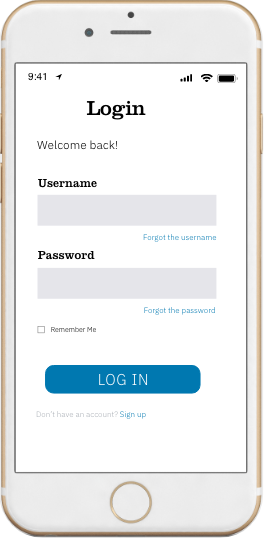 9:41
Login
Welcome back!
Username
Forgot the username
Password
Forgot the password
Remember Me
LOG IN
Don't have an account? Sign up